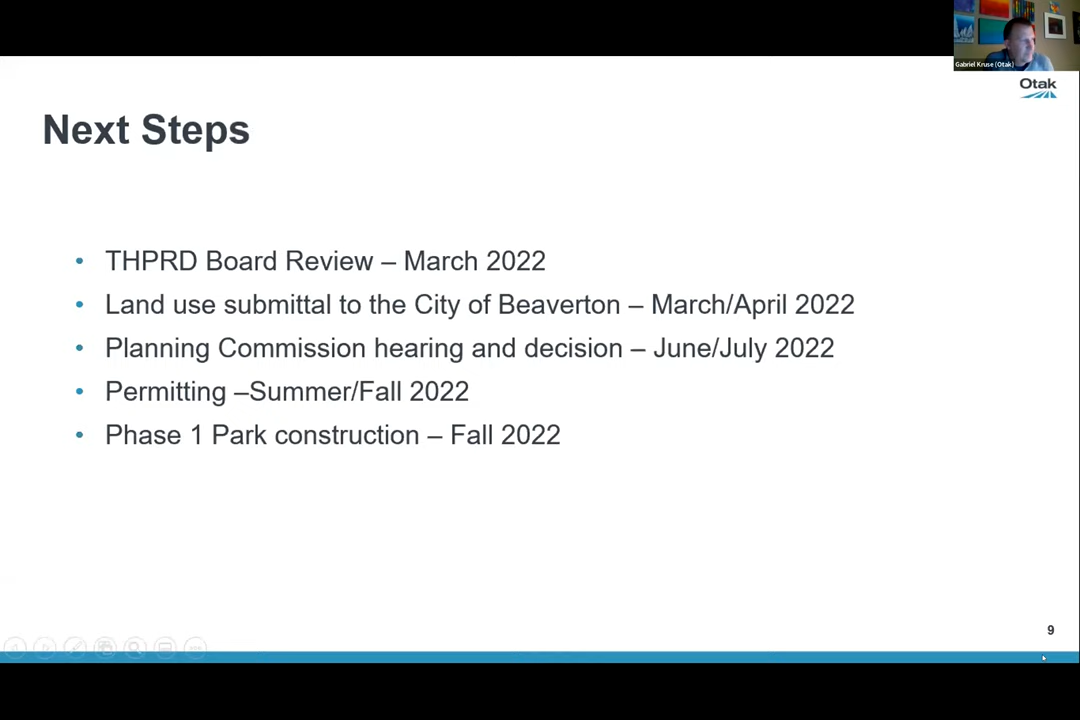 Gabriel Kruse (Otak)
Otak
Next Steps
• THPRD Board Review – March 2022
• Land use submittal to the City of Beaverton – March/April 2022
• Planning Commission hearing and decision – June/July 2022
• Permitting –Summer/Fall 2022
• Phase 1 Park construction – Fall 2022
9